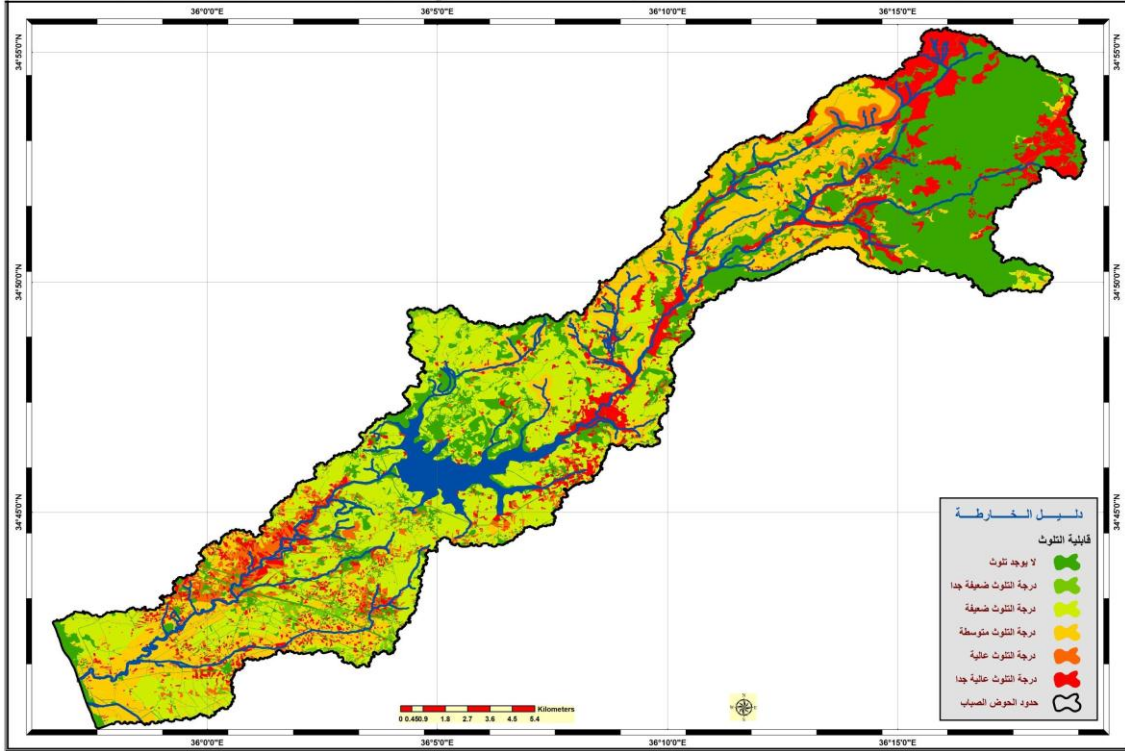 36°0'0"E 36°5'0"E 36°10'0"E 36°15'0"E
34°55'0"N 34°55'0"N
34°50'0"N 34°50'0"N
34°45'0"N 34°45'0"N
دلــيــــل الــخــــارطــــة
قابلية التلوث
لا يوجد تلوث
درجة التلوث ضعيفة جدا
درجة التلوث ضعيفة
درجة التلوث متوسطة
درجة التلوث عالية
درجة التلوث عالية جدا
حدود الحوض الصباب
Kilometers
0 0.450.9 1.8 2.7 3.6 4.5 5.4
N
W E
S
36°0'0"E 36°5'0"E 36°10'0"E 36°15'0"E